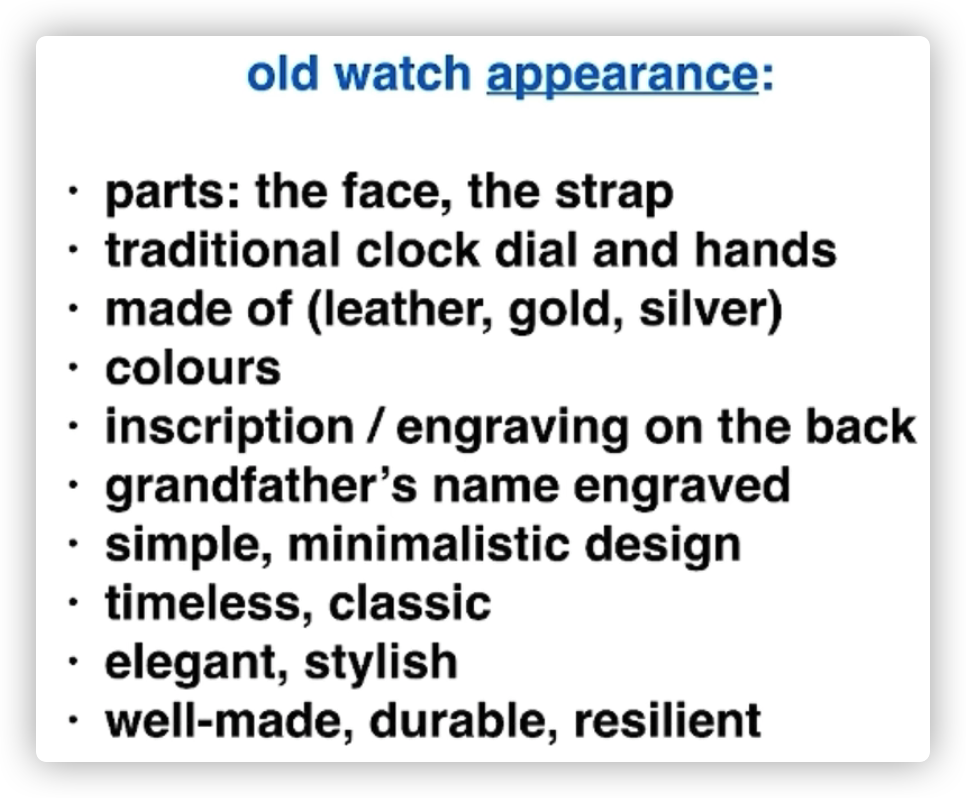 old watch appearance:
· parts: the face, the strap
· traditional clock dial and hands
· made of (leather, gold, silver)
· colours
· inscription / engraving on the back
· grandfather’s name engraved
· simple, minimalistic design
· timeless, classic
· elegant, stylish
· well-made, durable, resilient